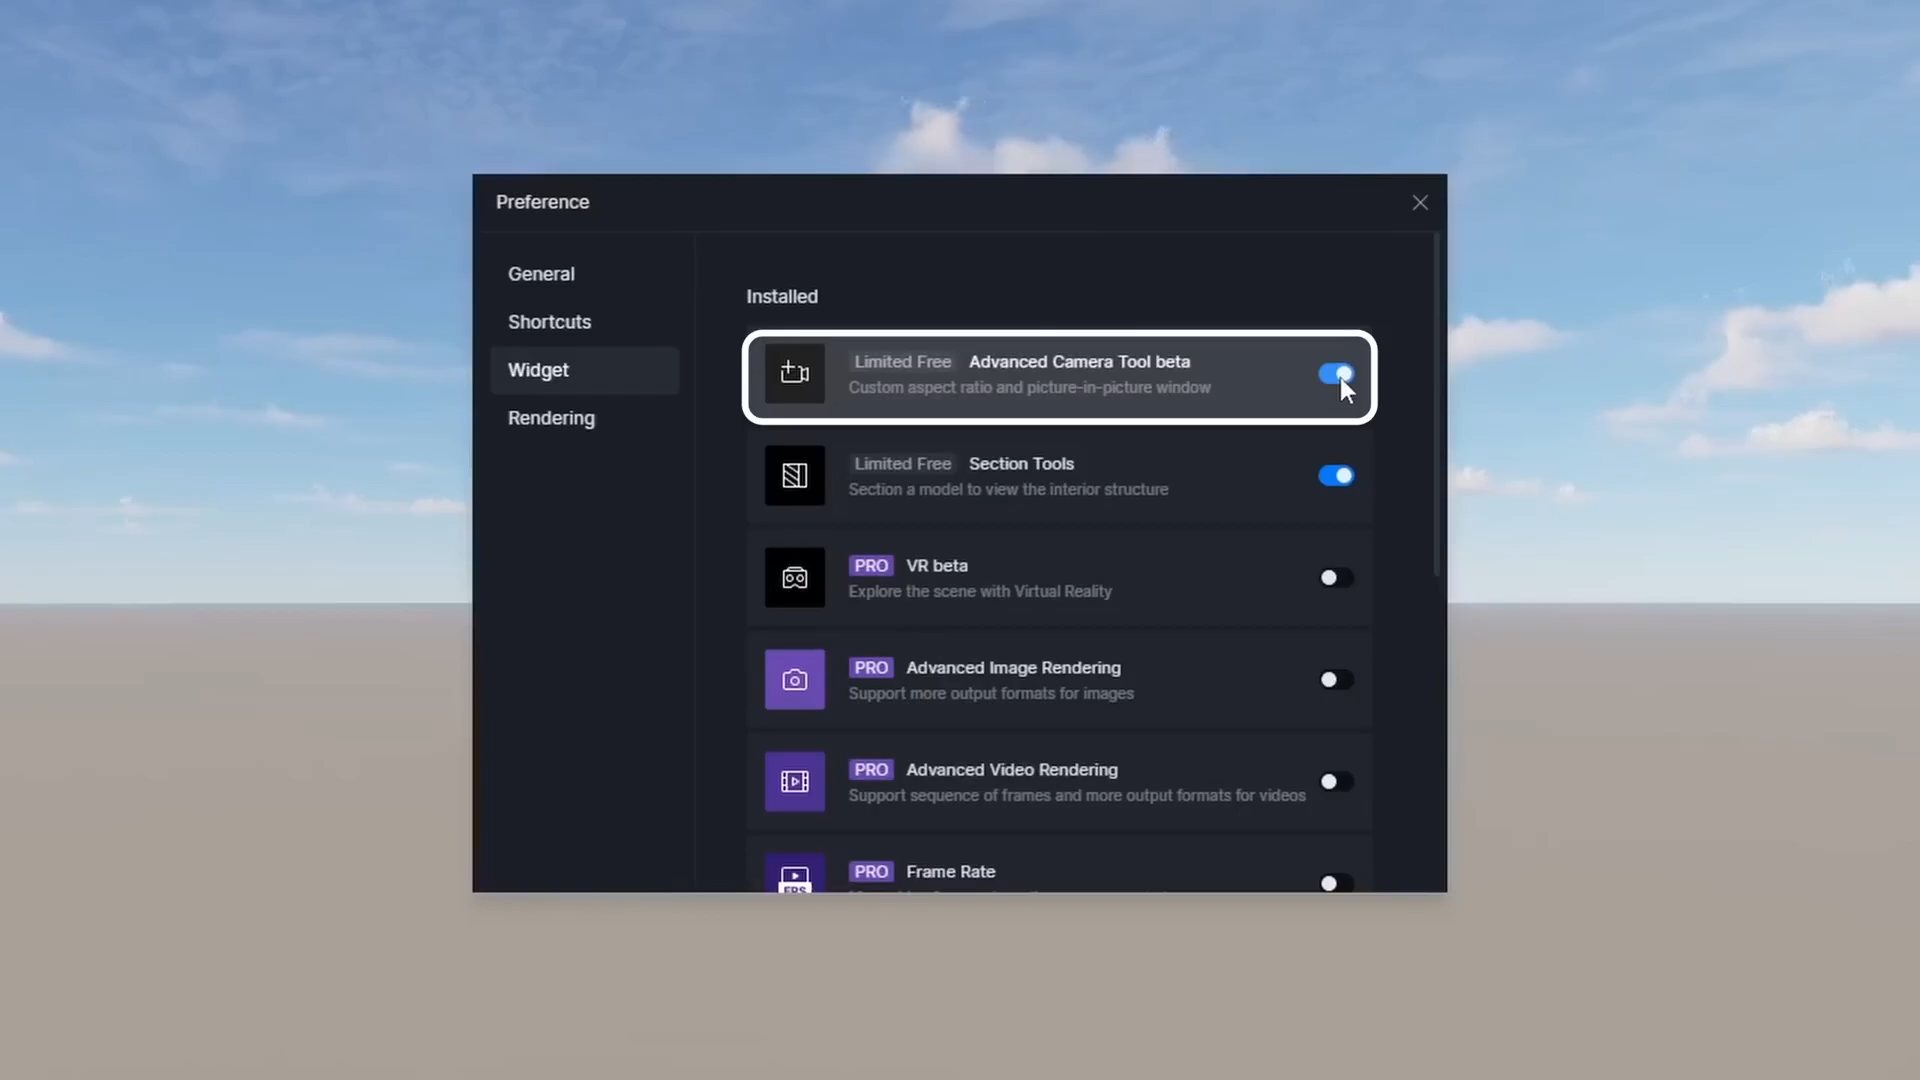 Preference
General
Shortcuts
Widget
Rendering
Installed
Limited Free Advanced Camera Tool beta
Custom aspect ratio and picture-in-picture window
Limited Free Section Tools
Section a model to view the interior structure
PRO VR beta
Explore the scene with Virtual Reality
PRO Advanced Image Rendering
Support more output formats for images
PRO Advanced Video Rendering
Support sequence of frames and more output formats for videos
PRO Frame Rate